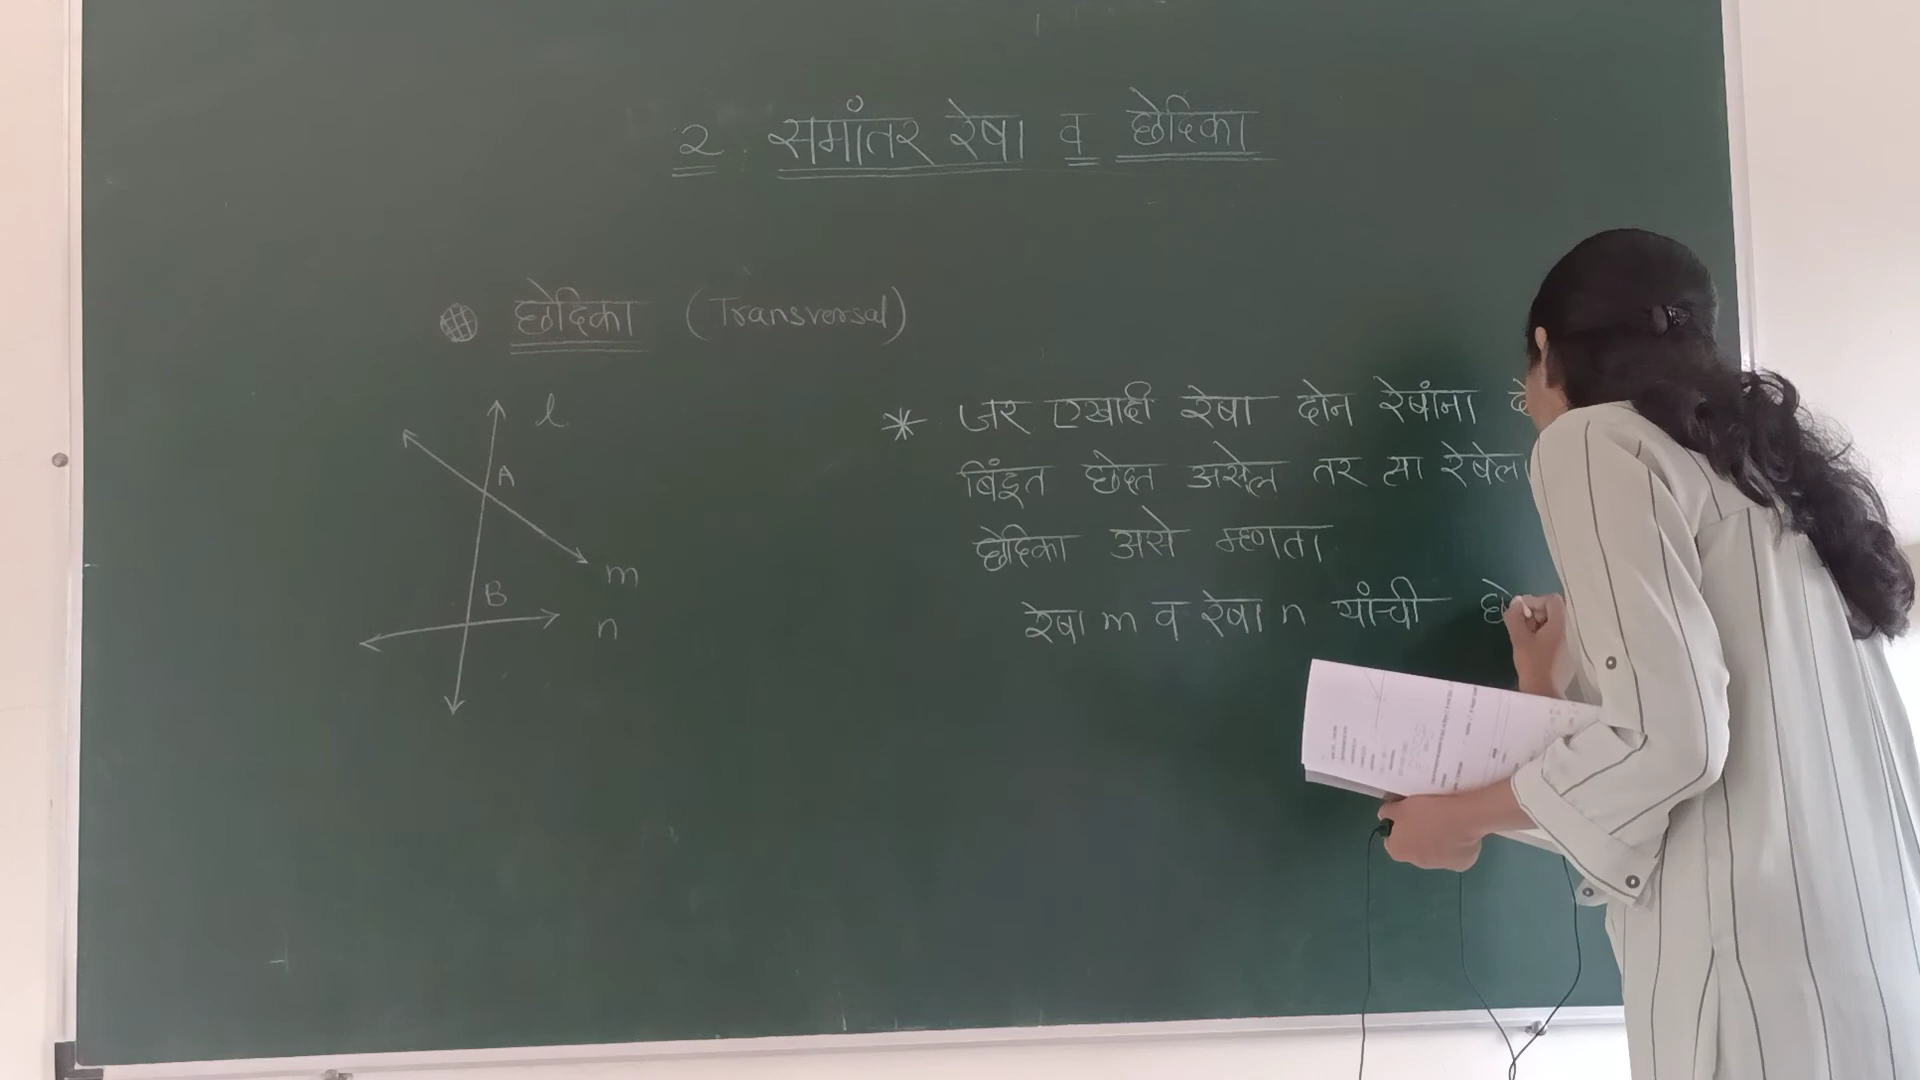 २. समांतर रेषा व छेदिका
छेदिका (Transversal)
l
A
m
B
n
* जर एखादी रेषा दोन रेषांना
बिंदूत छेदत असेल तर त्या रेषेला
छेदिका असे म्हणता
रेषा m व रेषा n यांची छे